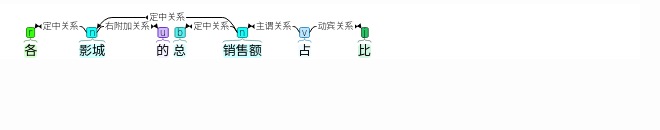 定中关系
定中关系 右附加关系 定中关系 主谓关系 动宾关系
r n u b n v j
各 影城 的 总 销售额 占 比